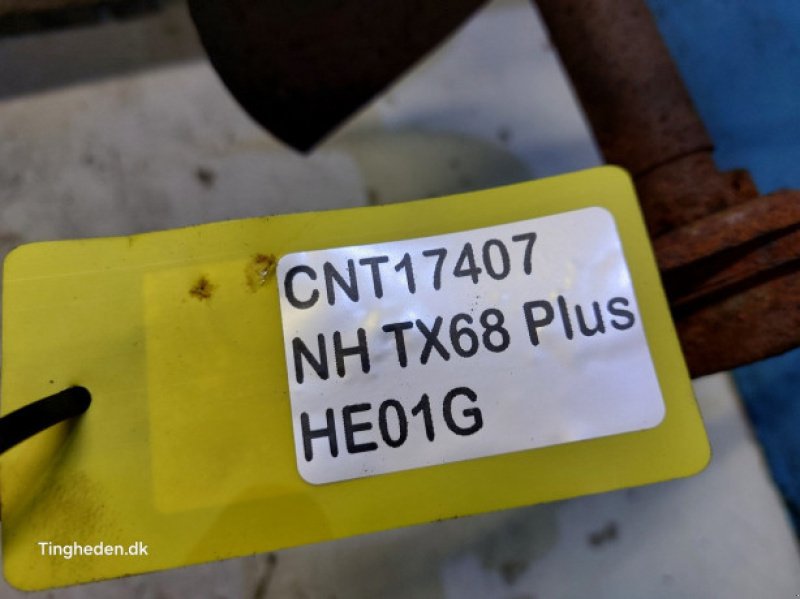 CNT17407
NH TX68 Plus
HE01G
Tingheden.dk